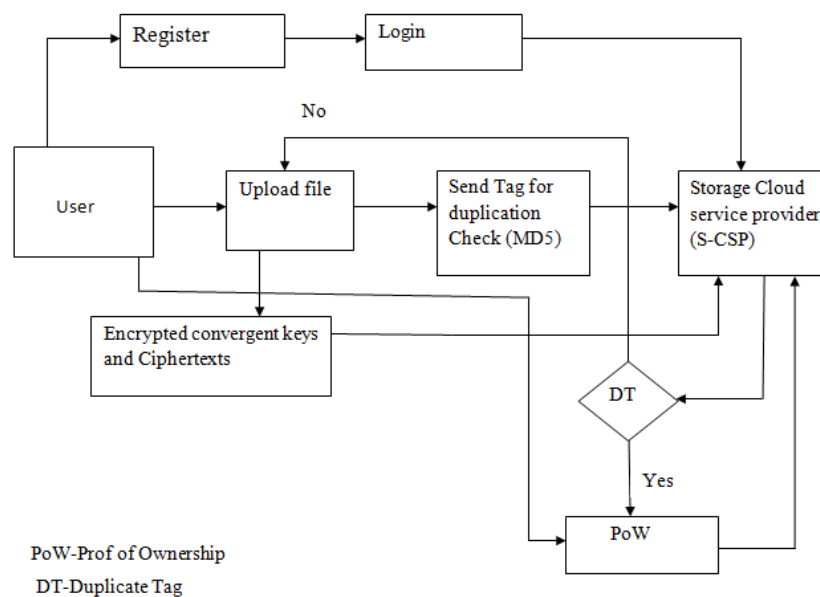 Register
Login
No
User
Upload file
Send Tag for
duplication
Check (MD5)
Storage Cloud
service provider
(S-CSP)
Encrypted convergent keys
and Ciphertexts
DT
Yes
PoW
PoW-Prof of Ownership
DT-Duplicate Tag